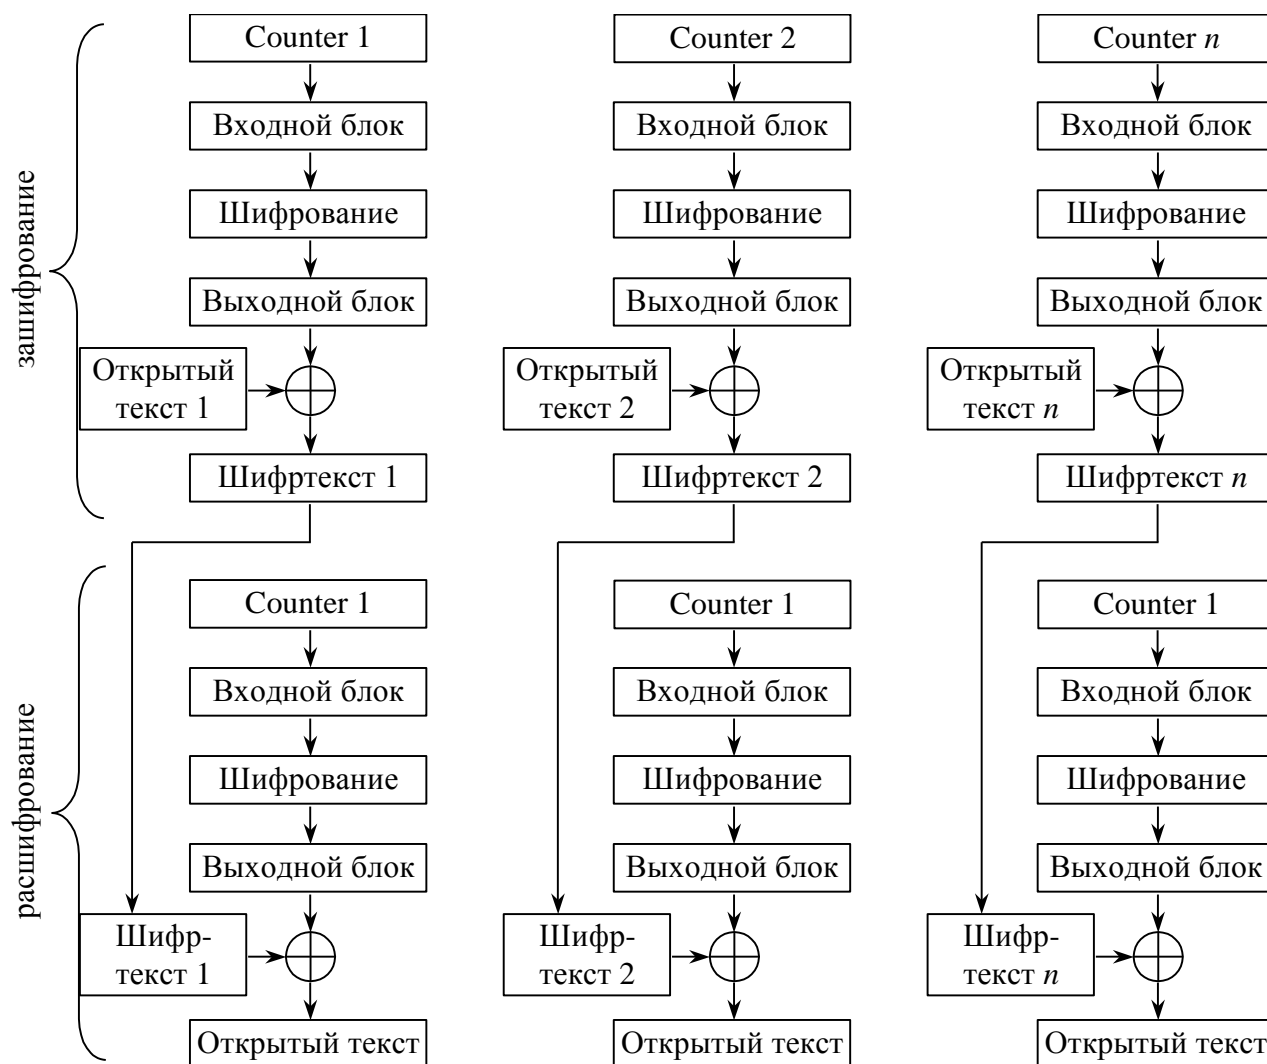 Counter 1
Counter 2
Counter n
Входной блок
Входной блок
Входной блок
Шифрование
Шифрование
Шифрование
зашифрование
Выходной блок
Выходной блок
Выходной блок
Открытый
текст 1
Открытый
текст 2
Открытый
текст n
Шифртекст 1
Шифртекст 2
Шифртекст n
Counter 1
Counter 1
Counter 1
Входной блок
Входной блок
Входной блок
Шифрование
Шифрование
Шифрование
расшифрование
Выходной блок
Выходной блок
Выходной блок
Шифр-
текст 1
Шифр-
текст 2
Шифр-
текст n
Открытый текст
Открытый текст
Открытый текст